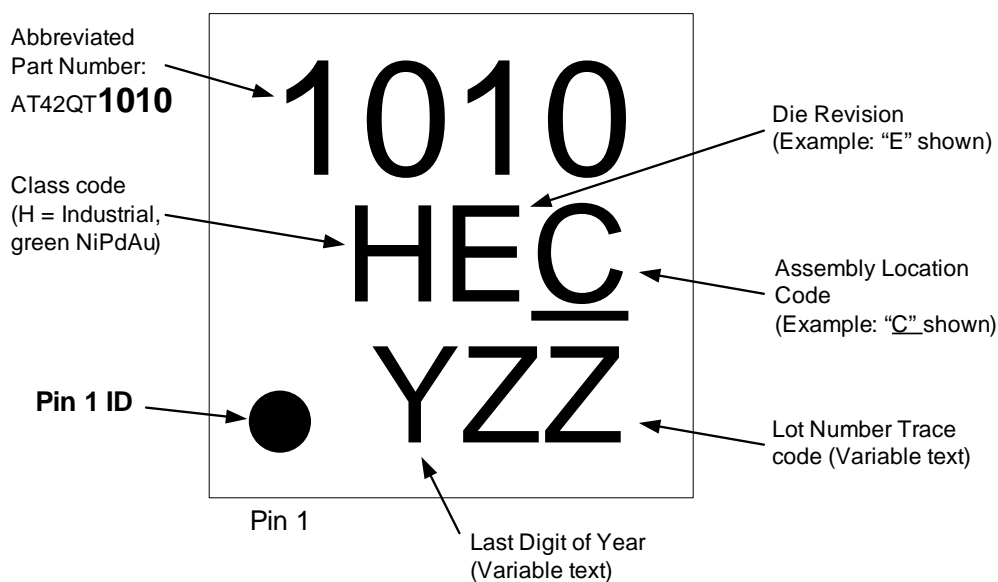 Abbreviated
Part Number:
AT42QT1010
1010
Die Revision
(Example: “E” shown)
Class code
(H = Industrial,
green NiPdAu)
HEC
Assembly Location
Code
(Example: “C” shown)
Pin 1 ID
YZZ
Lot Number Trace
code (Variable text)
Pin 1
Last Digit of Year
(Variable text)